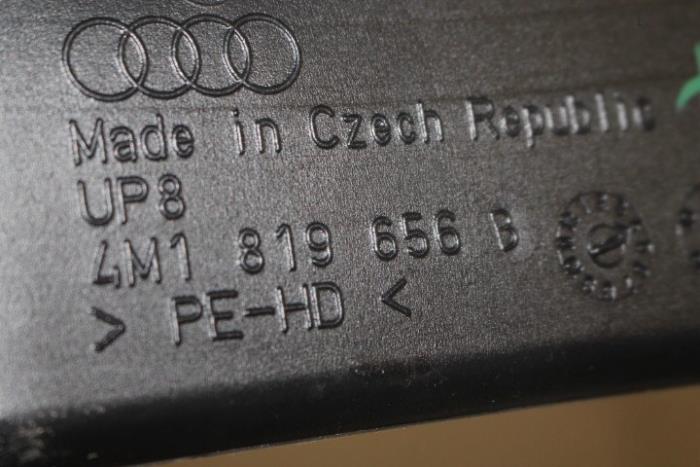 Made in Czech Republic
UP8
4M1 819 656 B
> PE-HD <